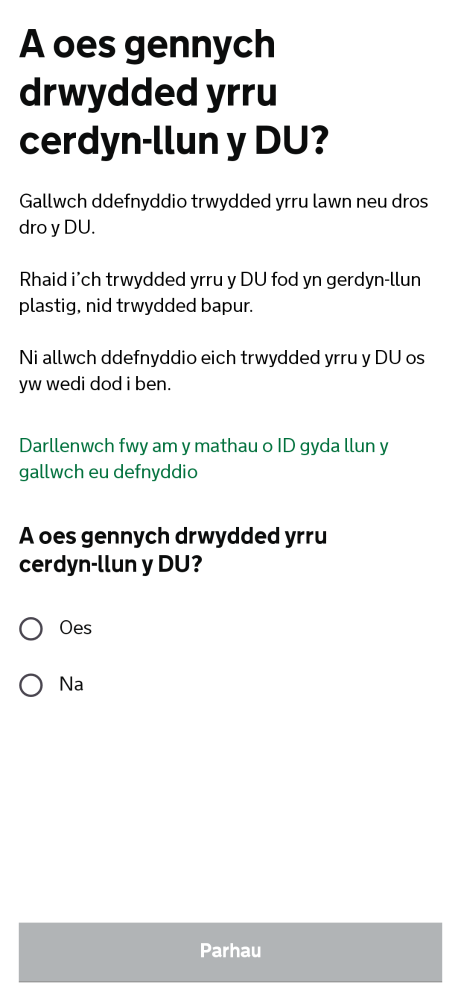 A oes gennych
drwydded yrru
cerdyn-llun y DU?
Gallwch ddefnyddio trwydded yrru lawn neu dros
dro y DU.
Rhaid i’ch trwydded yrru y DU fod yn gerdyn-llun
plastig, nid trwydded bapur.
Ni allwch ddefnyddio eich trwydded yrru y DU os
yw wedi dod i ben.
Darllenwch fwy am y mathau o ID gyda llun y
gallwch eu defnyddio
A oes gennych drwydded yrru
cerdyn-llun y DU?
Oes
Na
Parhau